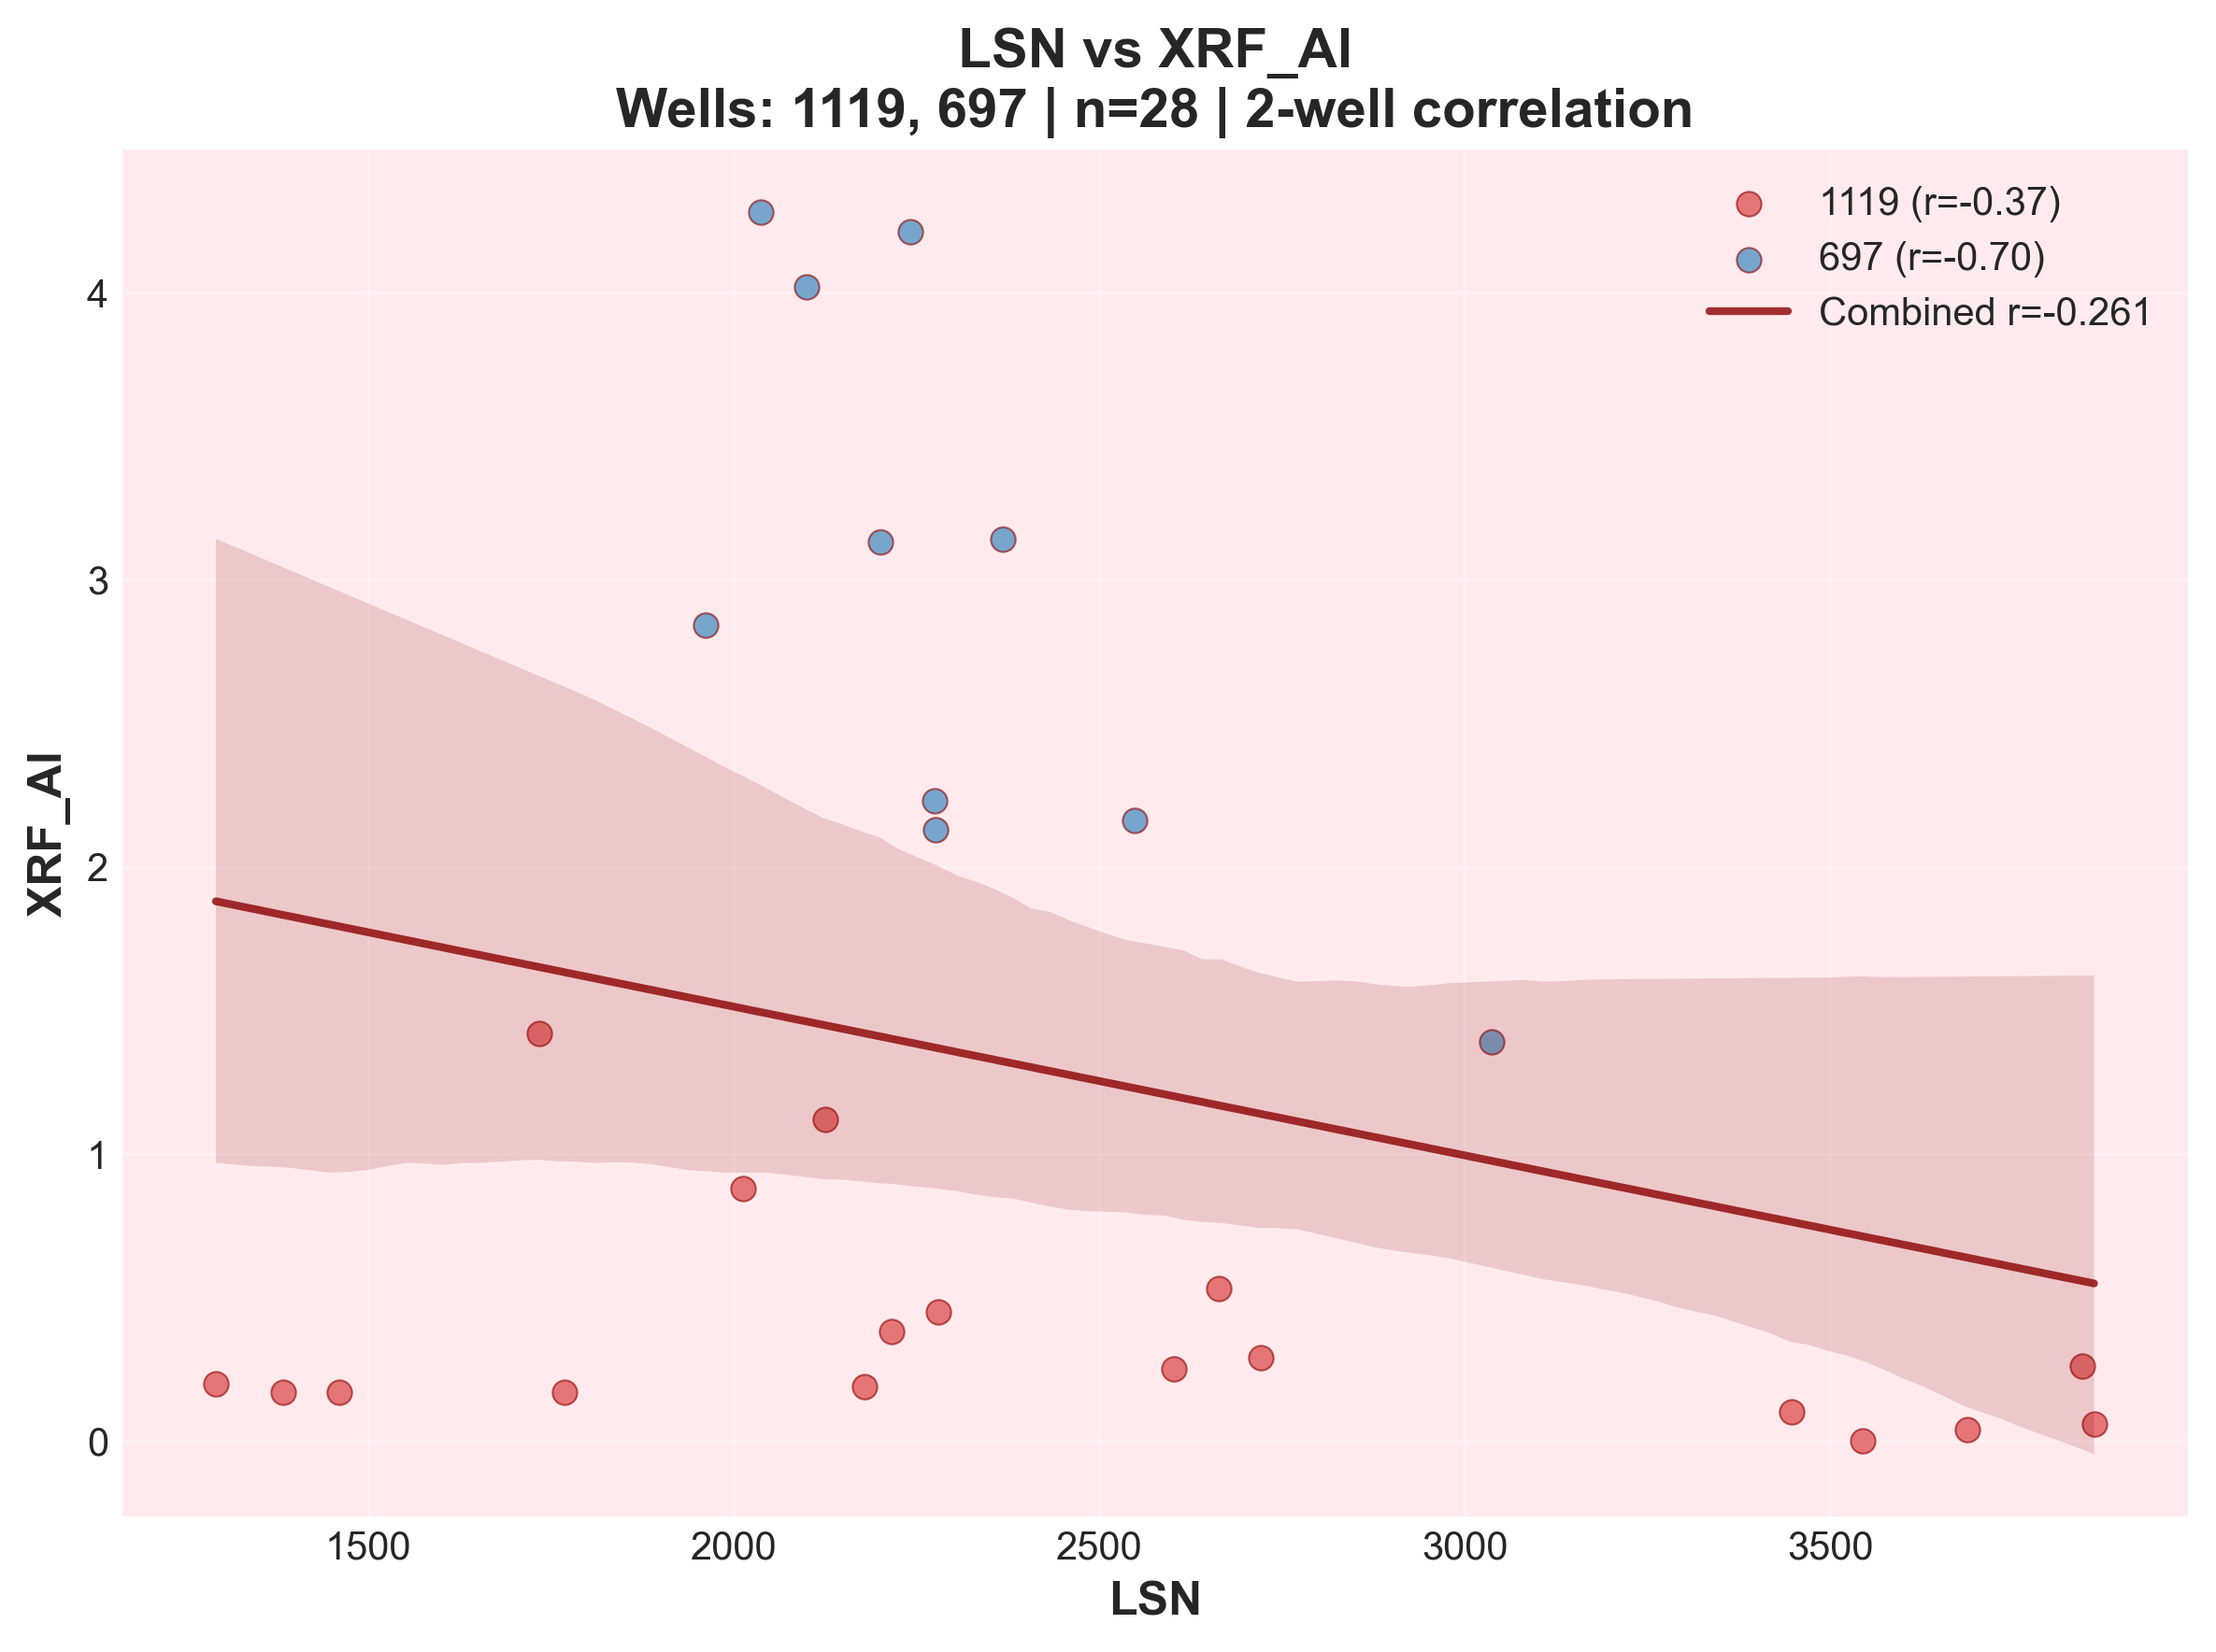 LSN vs XRF_Al
Wells: 1119, 697 | n=28 | 2-well correlation
1119 (r=-0.37)
697 (r=-0.70)
Combined r=-0.261
XRF_Al
4
3
2
1
0
1500
2000
2500
3000
3500
LSN